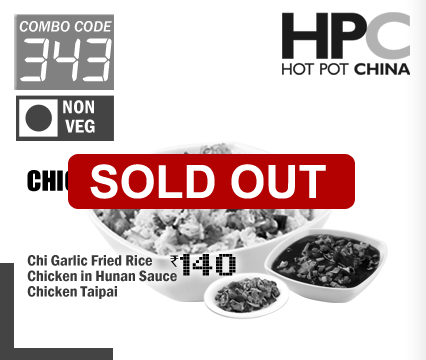 COMBO CODE
343
HPC
HOT POT CHINA
NON
VEG
SOLD OUT
Chi Garlic Fried Rice
Chicken in Hunan Sauce
Chicken Taipai
₹140